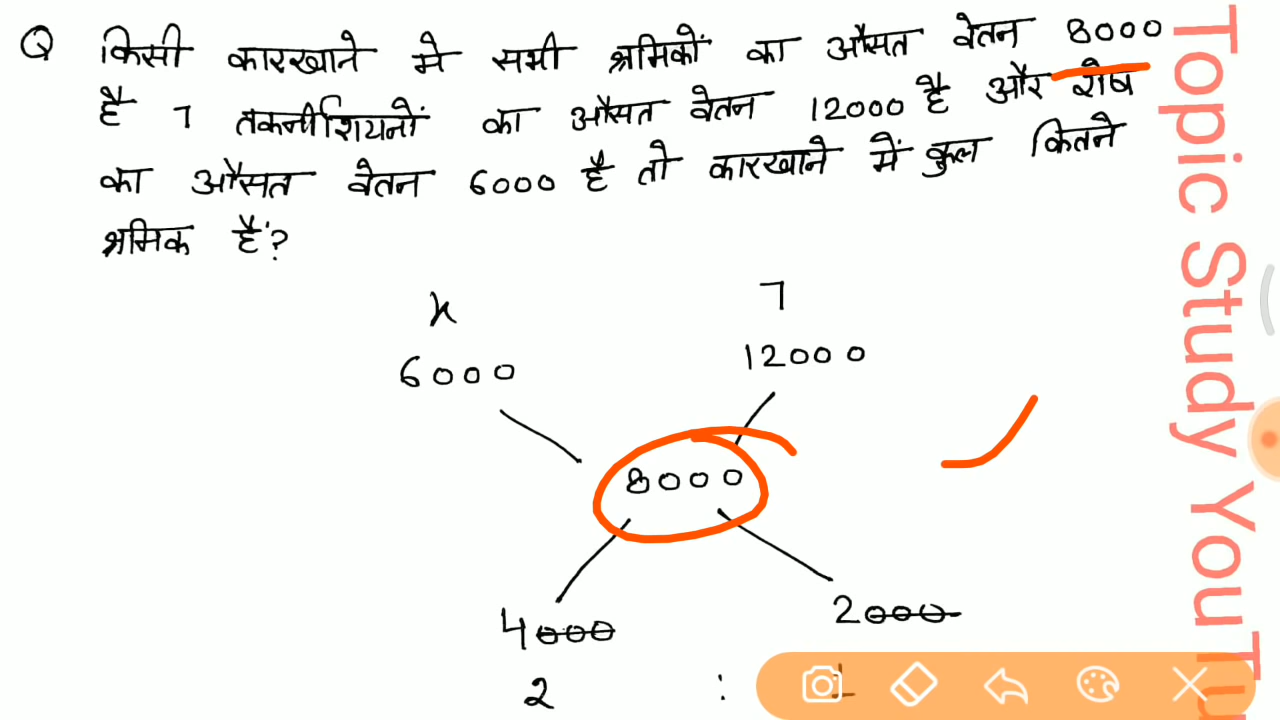 Q किसी कारखाने मे सभी श्रमिकों का औसत वेतन 8000
है 7 तकनीशियनों का औसत वेतन 12000 है और शेष
का औसत वेतन 6000 है तो कारखाने में कुल कितने
श्रमिक हैं?
x 7
6000 12000
8000
4000 2000
2 : 1
Topic Study YouTu